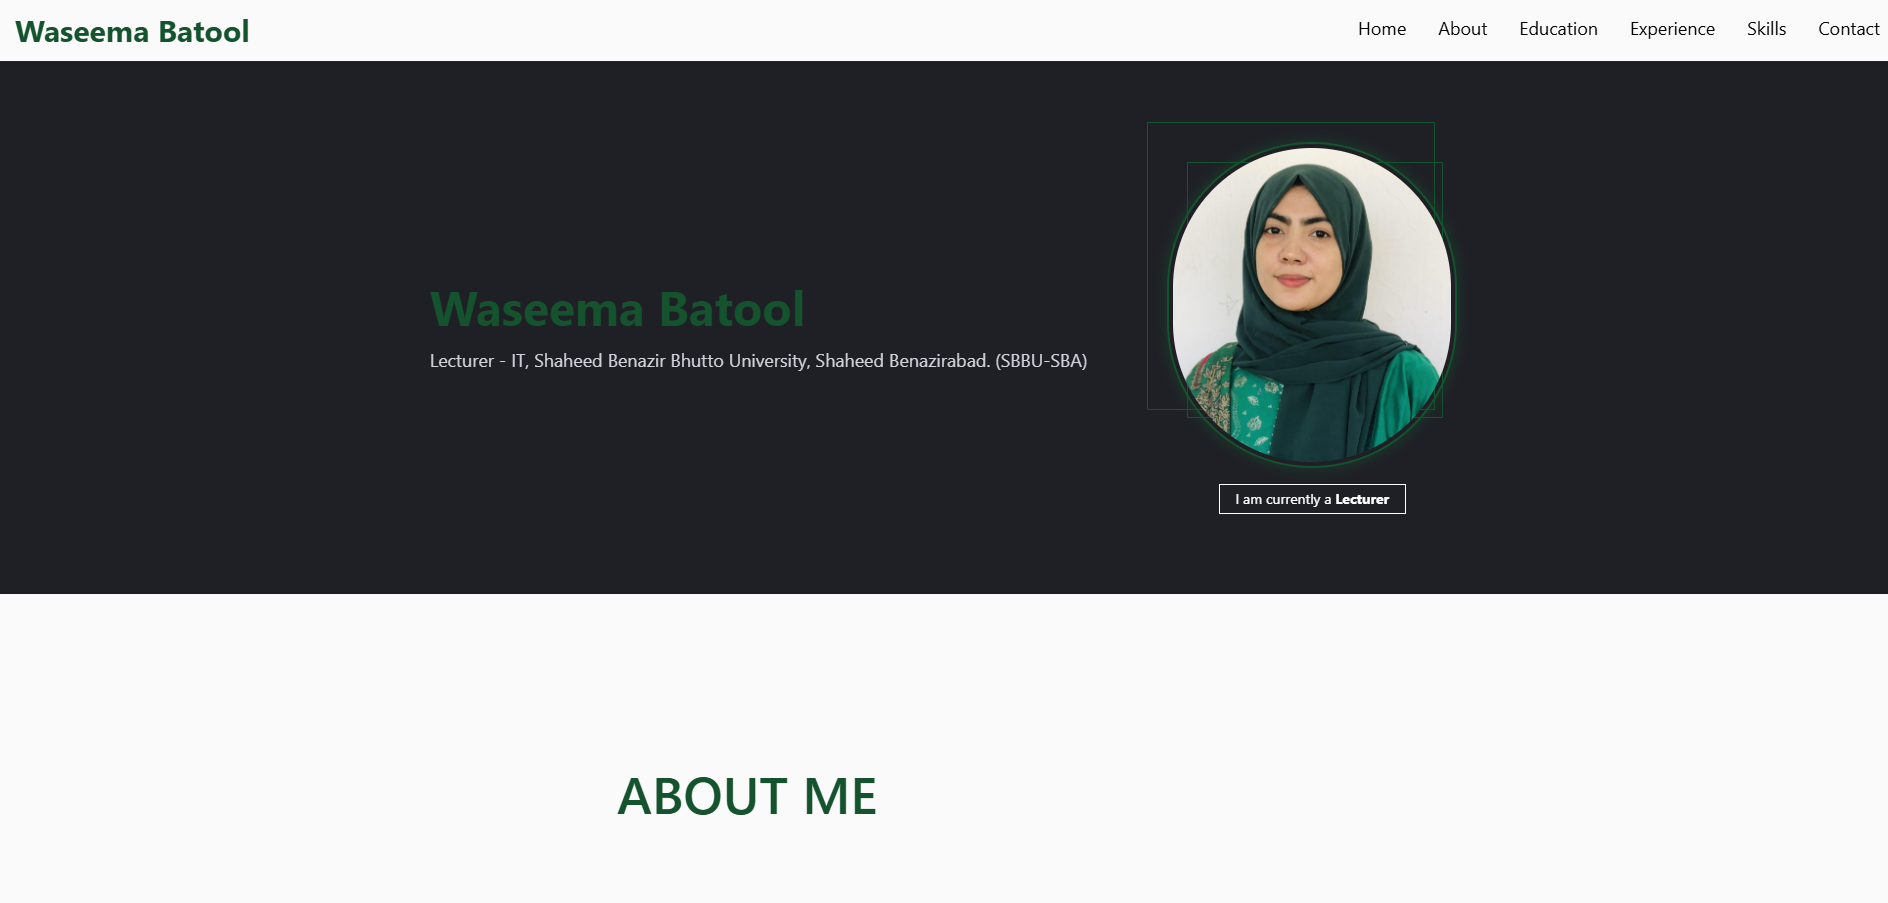 Waseema Batool
Home About Education Experience Skills Contact
Waseema Batool
Lecturer - IT, Shaheed Benazir Bhutto University, Shaheed Benazirabad. (SBBU-SBA)
I am currently a Lecturer
ABOUT ME